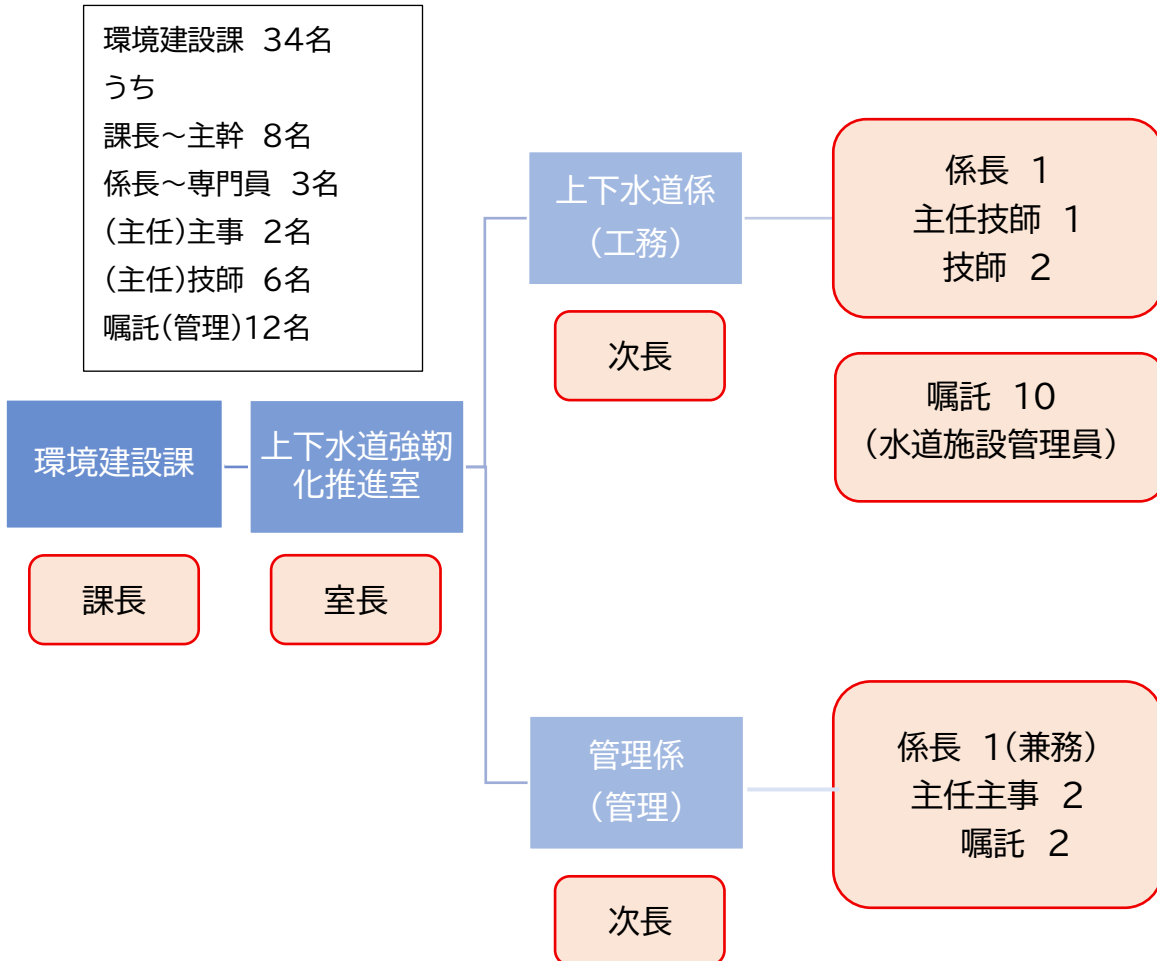 環境建設課 34名
うち
課長～主幹 8名
係長～専門員 3名
(主任)主事 2名
(主任)技師 6名
嘱託(管理)12名
環境建設課
課長
上下水道強靭
化推進室
室長
上下水道係
(工務)
次長
係長 1
主任技師 1
技師 2
嘱託 10
(水道施設管理員)
管理係
(管理)
次長
係長 1(兼務)
主任主事 2
嘱託 2